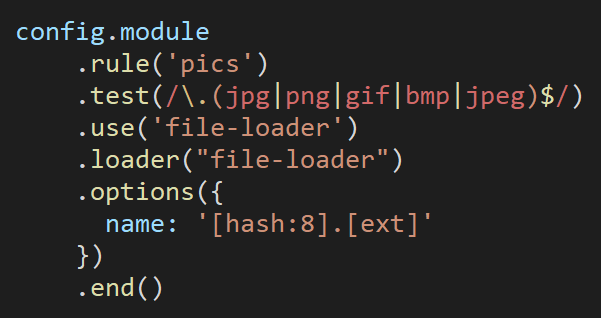 config.module
    .rule('pics')
    .test(/\.(jpg|png|gif|bmp|jpeg)$/)
    .use('file-loader')
    .loader("file-loader")
    .options({
      name: '[hash:8].[ext]'
    })
    .end()